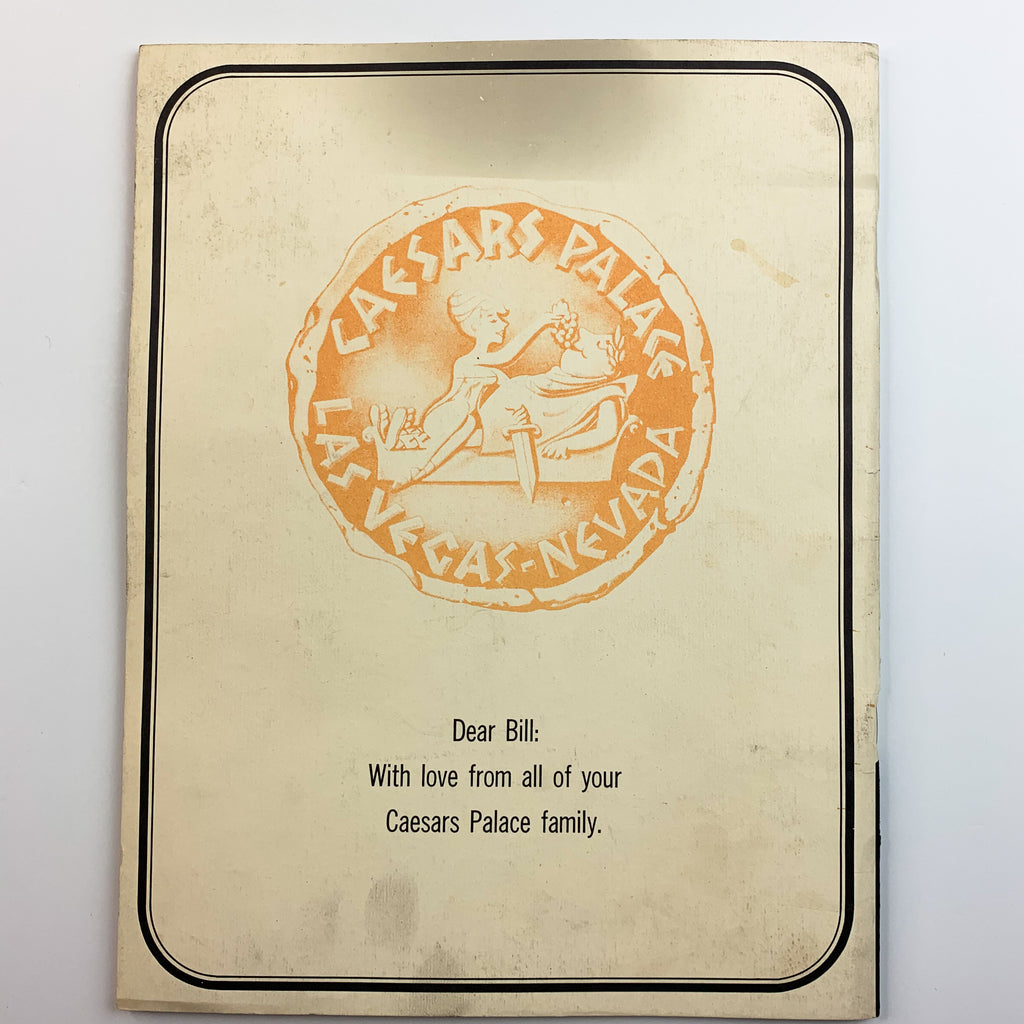 CAESARS PALACE
LAS VEGAS-NEVADA
Dear Bill:
With love from all of your
Caesars Palace family.